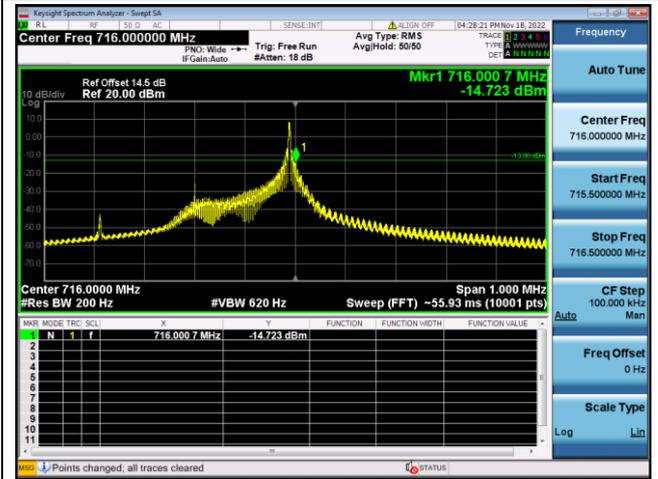 Keysight Spectrum Analyzer - Swept SA
RL RF 50 Ω AC SENSE:INT ALIGN OFF 04:28:21 PM Nov 18, 2022
Center Freq 716.000000 MHz
PNO: Wide
IFGain:Auto
Trig: Free Run
#Atten: 18 dB
Avg Type: RMS
Avg|Hold: 50/50
TRACE 1 2 3 4 5 6
TYPE A WWWWW
DET A N N N N N
Mkr1 716.000 7 MHz
-14.723 dBm
Ref Offset 14.5 dB
Ref 20.00 dBm
10 dB/div
Log
10.0
0.00
-10.0
-20.0
-30.0
-40.0
-50.0
-60.0
-70.0
1
-13.00 dBm
Center 716.0000 MHz Span 1.000 MHz
#Res BW 200 Hz #VBW 620 Hz Sweep (FFT) ~55.93 ms (10001 pts)
MKR MODE TRC SCL X Y FUNCTION FUNCTION WIDTH FUNCTION VALUE
1 N 1 f 716.000 7 MHz -14.723 dBm
2
3
4
5
6
7
8
9
10
11
MSG Points changed; all traces cleared STATUS
Frequency
Auto Tune
Center Freq
716.000000 MHz
Start Freq
715.500000 MHz
Stop Freq
716.500000 MHz
CF Step
100.000 kHz
Auto Man
Freq Offset
0 Hz
Scale Type
Log Lin